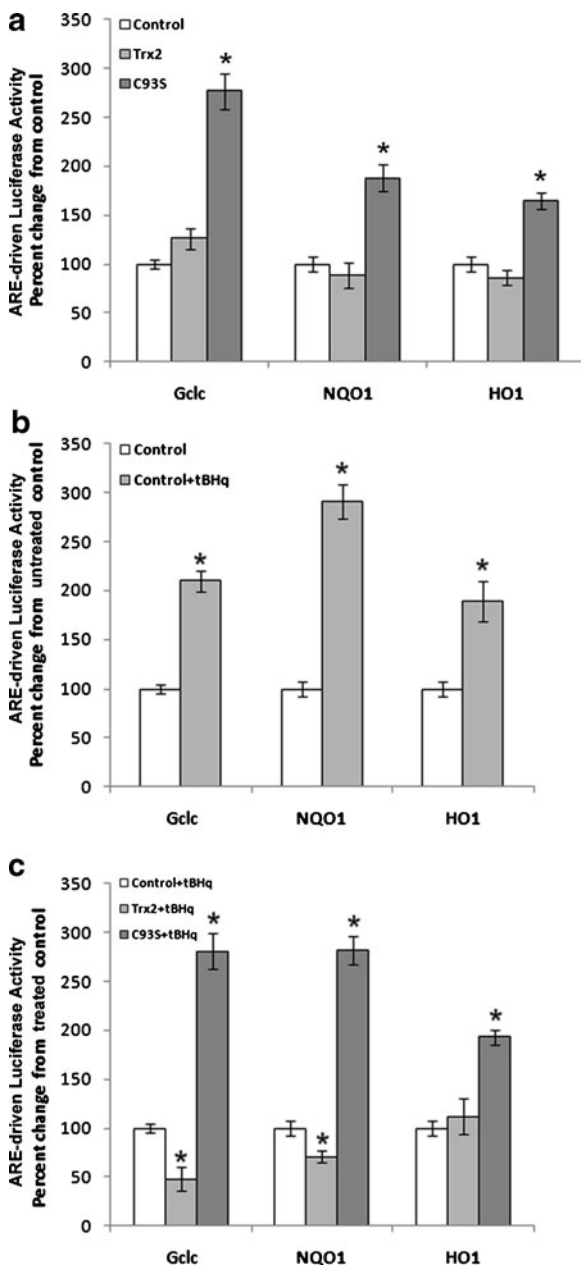 a
ARE-driven Luciferase Activity
Percent change from control
350
300
250
200
150
100
50
0
Control
Trx2
C93S
*
*
*
Gclc NQO1 HO1
b
ARE-driven Luciferase Activity
Percent change from untreated control
350
300
250
200
150
100
50
0
Control
Control+tBHq
*
*
*
Gclc NQO1 HO1
c
ARE-driven Luciferase Activity
Percent change from treated control
350
300
250
200
150
100
50
0
Control+tBHq
Trx2+tBHq
C93S+tBHq
*
*
*
*
*
Gclc NQO1 HO1